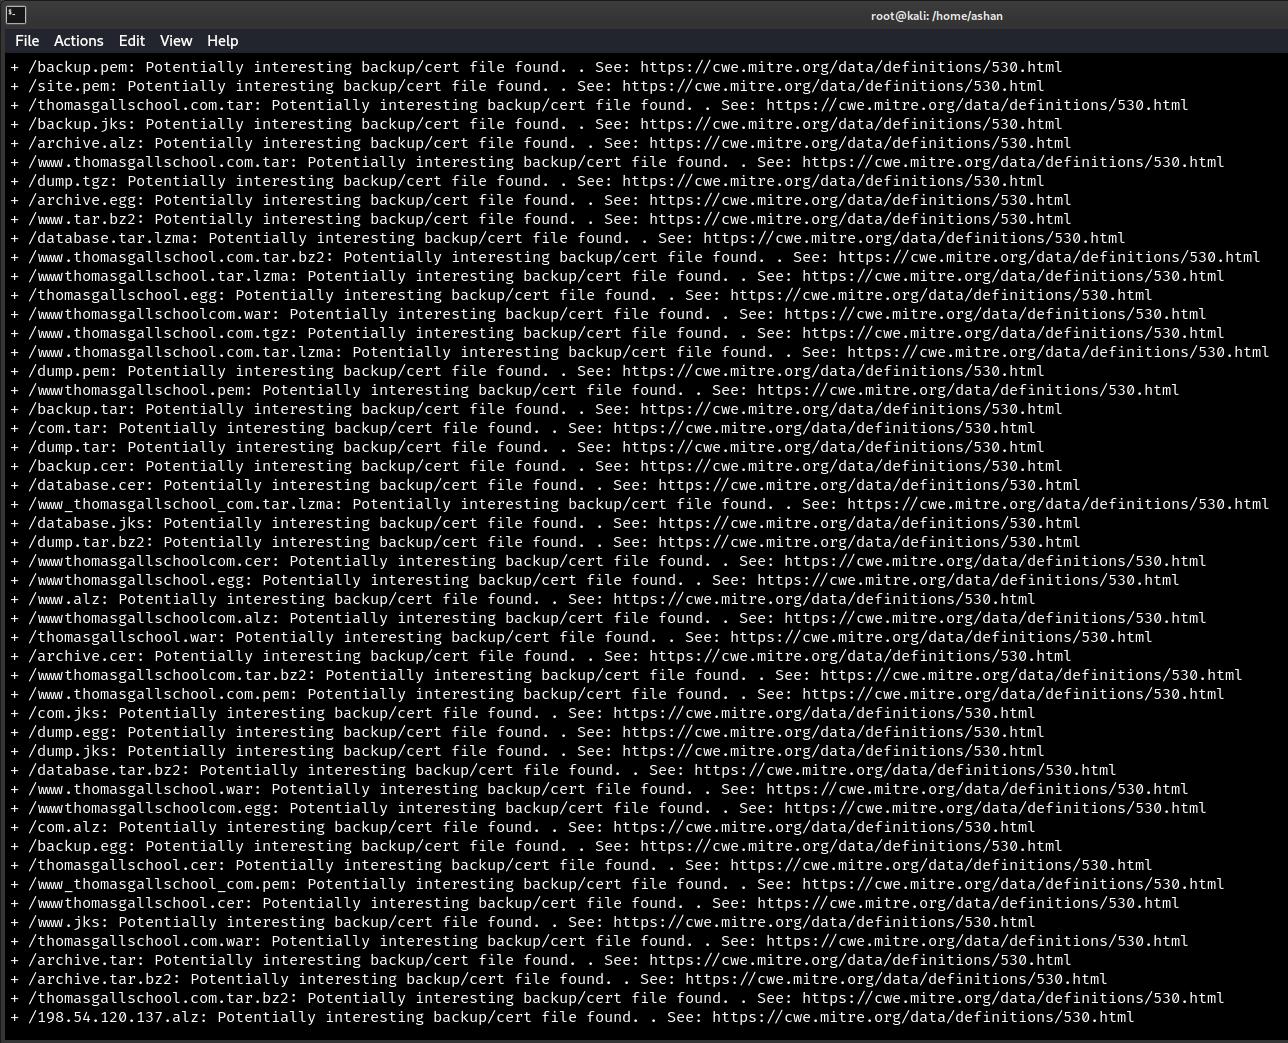 root@kali: /home/ashan
File Actions Edit View Help
+ /backup.pem: Potentially interesting backup/cert file found. . See: https://cwe.mitre.org/data/definitions/530.html
+ /site.pem: Potentially interesting backup/cert file found. . See: https://cwe.mitre.org/data/definitions/530.html
+ /thomasgallschool.com.tar: Potentially interesting backup/cert file found. . See: https://cwe.mitre.org/data/definitions/530.html
+ /backup.jks: Potentially interesting backup/cert file found. . See: https://cwe.mitre.org/data/definitions/530.html
+ /archive.alz: Potentially interesting backup/cert file found. . See: https://cwe.mitre.org/data/definitions/530.html
+ /www.thomasgallschool.com.tar: Potentially interesting backup/cert file found. . See: https://cwe.mitre.org/data/definitions/530.html
+ /dump.tgz: Potentially interesting backup/cert file found. . See: https://cwe.mitre.org/data/definitions/530.html
+ /archive.egg: Potentially interesting backup/cert file found. . See: https://cwe.mitre.org/data/definitions/530.html
+ /www.tar.bz2: Potentially interesting backup/cert file found. . See: https://cwe.mitre.org/data/definitions/530.html
+ /database.tar.lzma: Potentially interesting backup/cert file found. . See: https://cwe.mitre.org/data/definitions/530.html
+ /www.thomasgallschool.com.tar.bz2: Potentially interesting backup/cert file found. . See: https://cwe.mitre.org/data/definitions/530.html
+ /wwwthomasgallschool.tar.lzma: Potentially interesting backup/cert file found. . See: https://cwe.mitre.org/data/definitions/530.html
+ /thomasgallschool.egg: Potentially interesting backup/cert file found. . See: https://cwe.mitre.org/data/definitions/530.html
+ /wwwthomasgallschoolcom.war: Potentially interesting backup/cert file found. . See: https://cwe.mitre.org/data/definitions/530.html
+ /www.thomasgallschool.com.tgz: Potentially interesting backup/cert file found. . See: https://cwe.mitre.org/data/definitions/530.html
+ /www.thomasgallschool.com.tar.lzma: Potentially interesting backup/cert file found. . See: https://cwe.mitre.org/data/definitions/530.html
+ /dump.pem: Potentially interesting backup/cert file found. . See: https://cwe.mitre.org/data/definitions/530.html
+ /wwwthomasgallschool.pem: Potentially interesting backup/cert file found. . See: https://cwe.mitre.org/data/definitions/530.html
+ /backup.tar: Potentially interesting backup/cert file found. . See: https://cwe.mitre.org/data/definitions/530.html
+ /com.tar: Potentially interesting backup/cert file found. . See: https://cwe.mitre.org/data/definitions/530.html
+ /dump.tar: Potentially interesting backup/cert file found. . See: https://cwe.mitre.org/data/definitions/530.html
+ /backup.cer: Potentially interesting backup/cert file found. . See: https://cwe.mitre.org/data/definitions/530.html
+ /database.cer: Potentially interesting backup/cert file found. . See: https://cwe.mitre.org/data/definitions/530.html
+ /www_thomasgallschool_com.tar.lzma: Potentially interesting backup/cert file found. . See: https://cwe.mitre.org/data/definitions/530.html
+ /database.jks: Potentially interesting backup/cert file found. . See: https://cwe.mitre.org/data/definitions/530.html
+ /dump.tar.bz2: Potentially interesting backup/cert file found. . See: https://cwe.mitre.org/data/definitions/530.html
+ /wwwthomasgallschoolcom.cer: Potentially interesting backup/cert file found. . See: https://cwe.mitre.org/data/definitions/530.html
+ /wwwthomasgallschool.egg: Potentially interesting backup/cert file found. . See: https://cwe.mitre.org/data/definitions/530.html
+ /www.alz: Potentially interesting backup/cert file found. . See: https://cwe.mitre.org/data/definitions/530.html
+ /wwwthomasgallschoolcom.alz: Potentially interesting backup/cert file found. . See: https://cwe.mitre.org/data/definitions/530.html
+ /thomasgallschool.war: Potentially interesting backup/cert file found. . See: https://cwe.mitre.org/data/definitions/530.html
+ /archive.cer: Potentially interesting backup/cert file found. . See: https://cwe.mitre.org/data/definitions/530.html
+ /wwwthomasgallschoolcom.tar.bz2: Potentially interesting backup/cert file found. . See: https://cwe.mitre.org/data/definitions/530.html
+ /www.thomasgallschool.com.pem: Potentially interesting backup/cert file found. . See: https://cwe.mitre.org/data/definitions/530.html
+ /com.jks: Potentially interesting backup/cert file found. . See: https://cwe.mitre.org/data/definitions/530.html
+ /dump.egg: Potentially interesting backup/cert file found. . See: https://cwe.mitre.org/data/definitions/530.html
+ /dump.jks: Potentially interesting backup/cert file found. . See: https://cwe.mitre.org/data/definitions/530.html
+ /database.tar.bz2: Potentially interesting backup/cert file found. . See: https://cwe.mitre.org/data/definitions/530.html
+ /www.thomasgallschool.war: Potentially interesting backup/cert file found. . See: https://cwe.mitre.org/data/definitions/530.html
+ /wwwthomasgallschoolcom.egg: Potentially interesting backup/cert file found. . See: https://cwe.mitre.org/data/definitions/530.html
+ /com.alz: Potentially interesting backup/cert file found. . See: https://cwe.mitre.org/data/definitions/530.html
+ /backup.egg: Potentially interesting backup/cert file found. . See: https://cwe.mitre.org/data/definitions/530.html
+ /thomasgallschool.cer: Potentially interesting backup/cert file found. . See: https://cwe.mitre.org/data/definitions/530.html
+ /www_thomasgallschool_com.pem: Potentially interesting backup/cert file found. . See: https://cwe.mitre.org/data/definitions/530.html
+ /wwwthomasgallschool.cer: Potentially interesting backup/cert file found. . See: https://cwe.mitre.org/data/definitions/530.html
+ /www.jks: Potentially interesting backup/cert file found. . See: https://cwe.mitre.org/data/definitions/530.html
+ /thomasgallschool.com.war: Potentially interesting backup/cert file found. . See: https://cwe.mitre.org/data/definitions/530.html
+ /archive.tar: Potentially interesting backup/cert file found. . See: https://cwe.mitre.org/data/definitions/530.html
+ /archive.tar.bz2: Potentially interesting backup/cert file found. . See: https://cwe.mitre.org/data/definitions/530.html
+ /thomasgallschool.com.tar.bz2: Potentially interesting backup/cert file found. . See: https://cwe.mitre.org/data/definitions/530.html
+ /198.54.120.137.alz: Potentially interesting backup/cert file found. . See: https://cwe.mitre.org/data/definitions/530.html